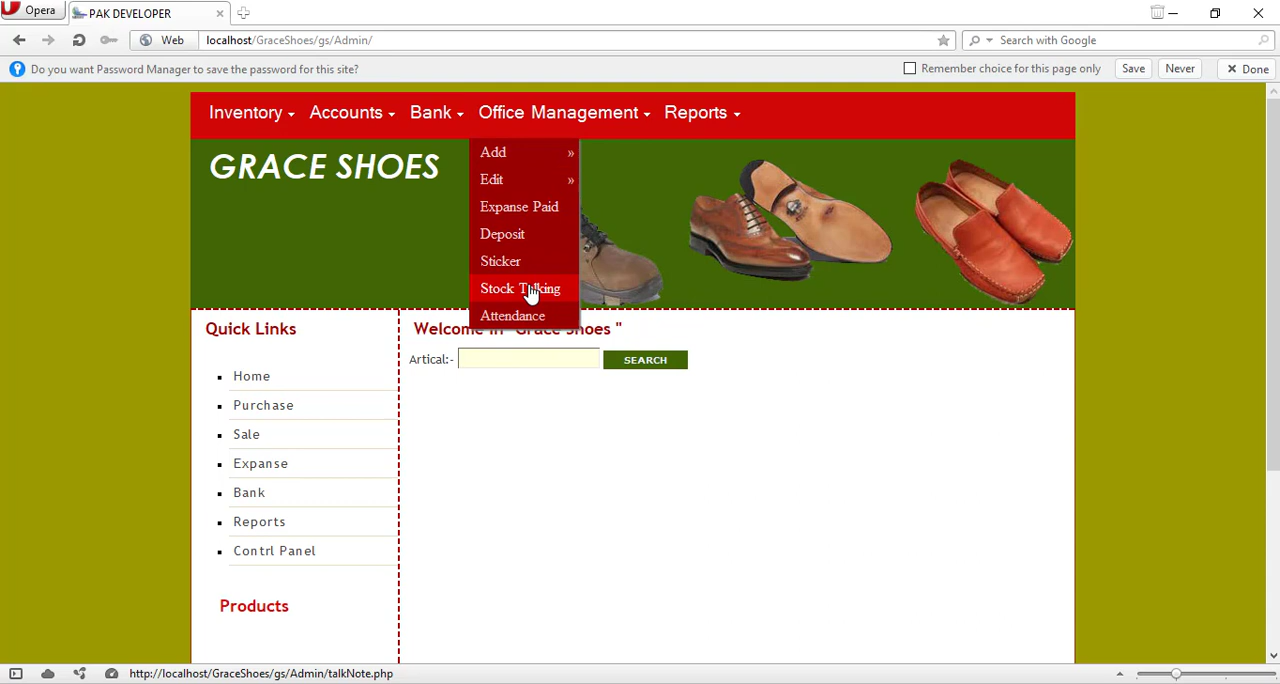 Opera
PAK DEVELOPER
Web
localhost/GraceShoes/gs/Admin/
Search with Google
Do you want Password Manager to save the password for this site?
Remember choice for this page only
Save
Never
Done
Inventory
Accounts
Bank
Office Management
Reports
GRACE SHOES
Add »
Edit »
Expanse Paid
Deposit
Sticker
Stock Talking
Attendance
Quick Links
Home
Purchase
Sale
Expanse
Bank
Reports
Contrl Panel
Products
Welcome in "Grace Shoes "
Artical:-
SEARCH
http://localhost/GraceShoes/gs/Admin/talkNote.php